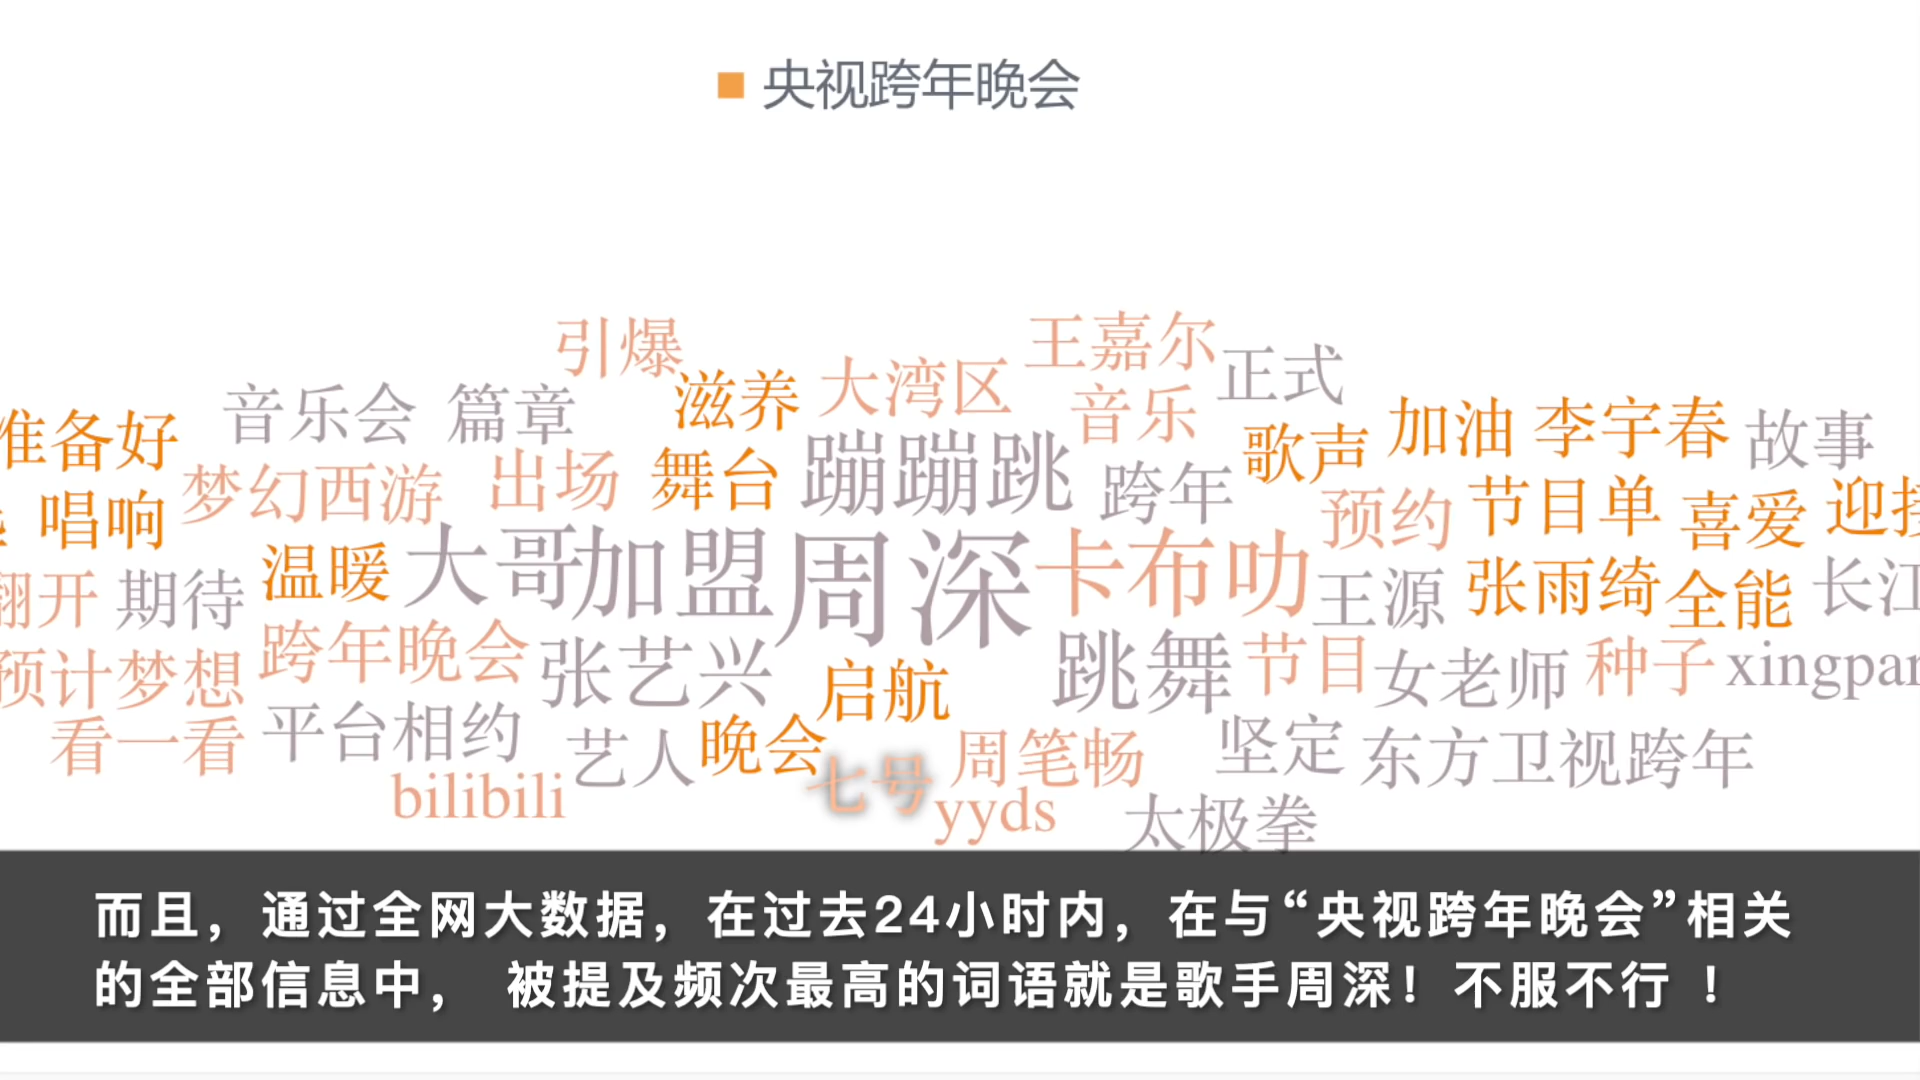 央视跨年晚会
引爆 王嘉尔
滋养 大湾区 音乐 正式
音乐会 篇章
准备好 加油 李宇春 故事
梦幻西游 出场 舞台 蹦蹦跳 跨年 歌声
唱响 预约 节目单 喜爱 迎接
温暖 大哥 加盟 周深 卡布叻
翻开 期待 王源 张雨绮 全能 长江
预计 梦想 跨年晚会 张艺兴 启航 跳舞 节目 女老师 种子 xingpar
看一看 平台 相约 艺人 晚会 周笔畅 坚定 东方卫视跨年
七号
bilibili yyds 太极拳
而且，通过全网大数据，在过去24小时内，在与“央视跨年晚会”相关
的全部信息中， 被提及频次最高的词语就是歌手周深！不服不行 ！